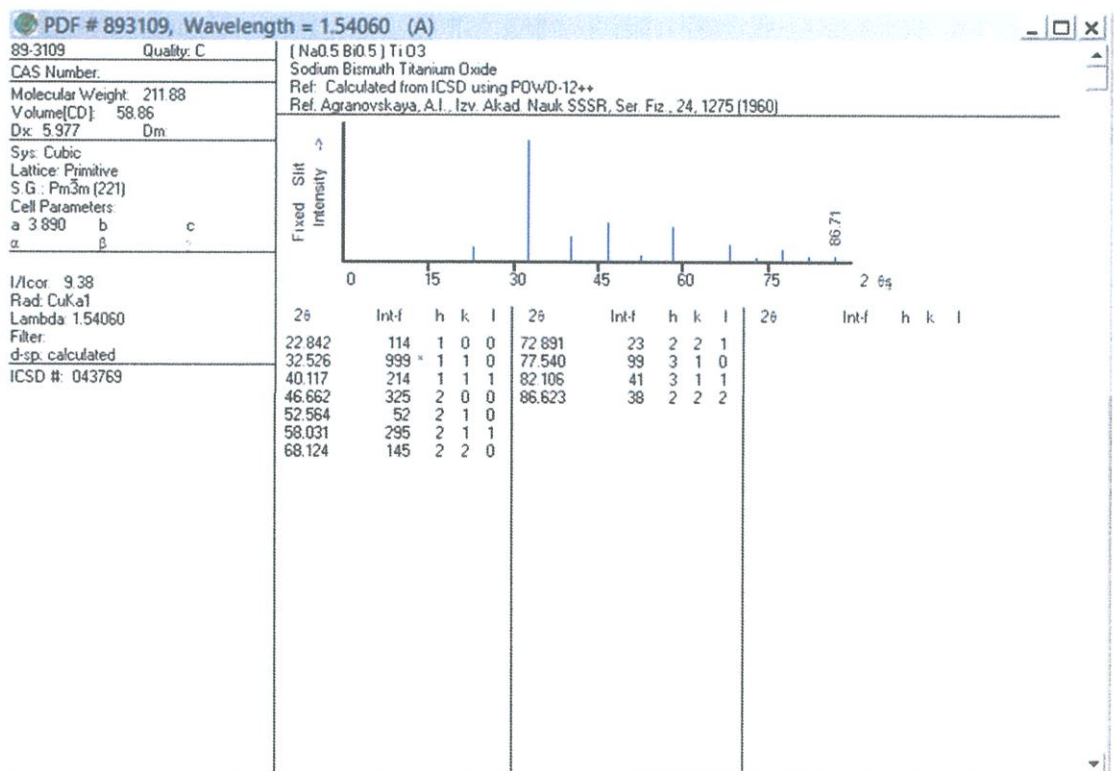 PDF # 893109, Wavelength = 1.54060 (A)
89-3109 Quality: C
CAS Number:
Molecular Weight: 211.88
Volume[CD]: 58.86
Dx: 5.977 Dm:
Sys: Cubic
Lattice: Primitive
S.G.: Pm3̅m (221)
Cell Parameters:
a 3.890 b c
α β
I/Icor: 9.38
Rad: CuKa1
Lambda: 1.54060
Filter:
d-sp: calculated
ICSD #: 043769
( Na0.5 Bi0.5 ) Ti O3
Sodium Bismuth Titanium Oxide
Ref: Calculated from ICSD using POWD-12++
Ref: Agranovskaya, A.I., Izv. Akad. Nauk SSSR, Ser. Fiz., 24, 1275 (1960)
Fixed Slit
Intensity ->
86.71
0 15 30 45 60 75 2 θs
2θ Int-f h k l 2θ Int-f h k l 2θ Int-f h k l
22.842 114 1 0 0 72.891 23 2 2 1
32.526 999 * 1 1 0 77.540 99 3 1 0
40.117 214 1 1 1 82.106 41 3 1 1
46.662 325 2 0 0 86.623 38 2 2 2
52.564 52 2 1 0
58.031 295 2 1 1
68.124 145 2 2 0